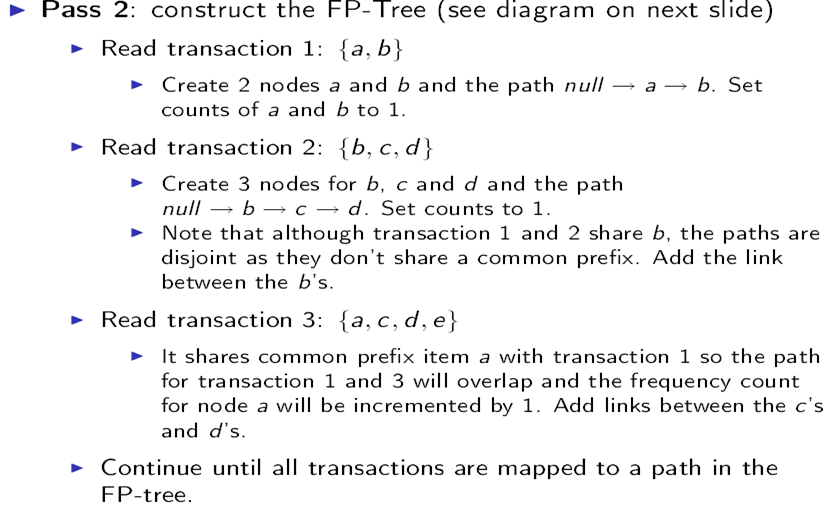 ▶ Pass 2: construct the FP-Tree (see diagram on next slide)
▶ Read transaction 1: {a, b}
▶ Create 2 nodes a and b and the path null → a → b. Set
counts of a and b to 1.
▶ Read transaction 2: {b, c, d}
▶ Create 3 nodes for b, c and d and the path
null → b → c → d. Set counts to 1.
▶ Note that although transaction 1 and 2 share b, the paths are
disjoint as they don't share a common prefix. Add the link
between the b's.
▶ Read transaction 3: {a, c, d, e}
▶ It shares common prefix item a with transaction 1 so the path
for transaction 1 and 3 will overlap and the frequency count
for node a will be incremented by 1. Add links between the c's
and d's.
▶ Continue until all transactions are mapped to a path in the
FP-tree.